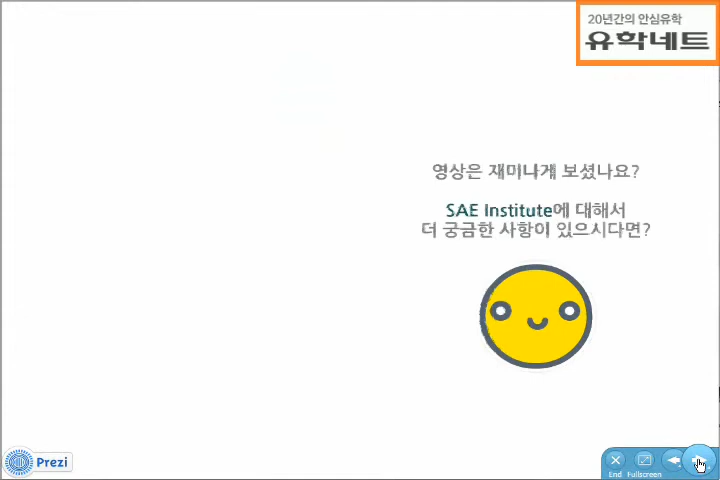 20년간의 안심유학
유학네트
영상은 재미나게 보셨나요?
SAE Institute에 대해서
더 궁금한 사항이 있으시다면?
Prezi
End Fullscreen